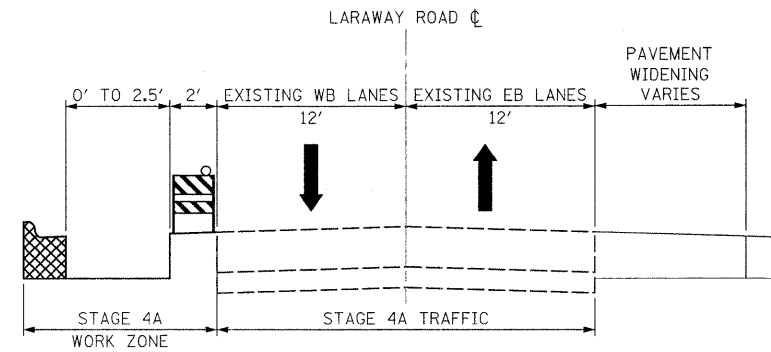 LARAWAY ROAD ℄
PAVEMENT
WIDENING
VARIES
0' TO 2.5' 2' EXISTING WB LANES EXISTING EB LANES
12' 12'
STAGE 4A STAGE 4A TRAFFIC
WORK ZONE